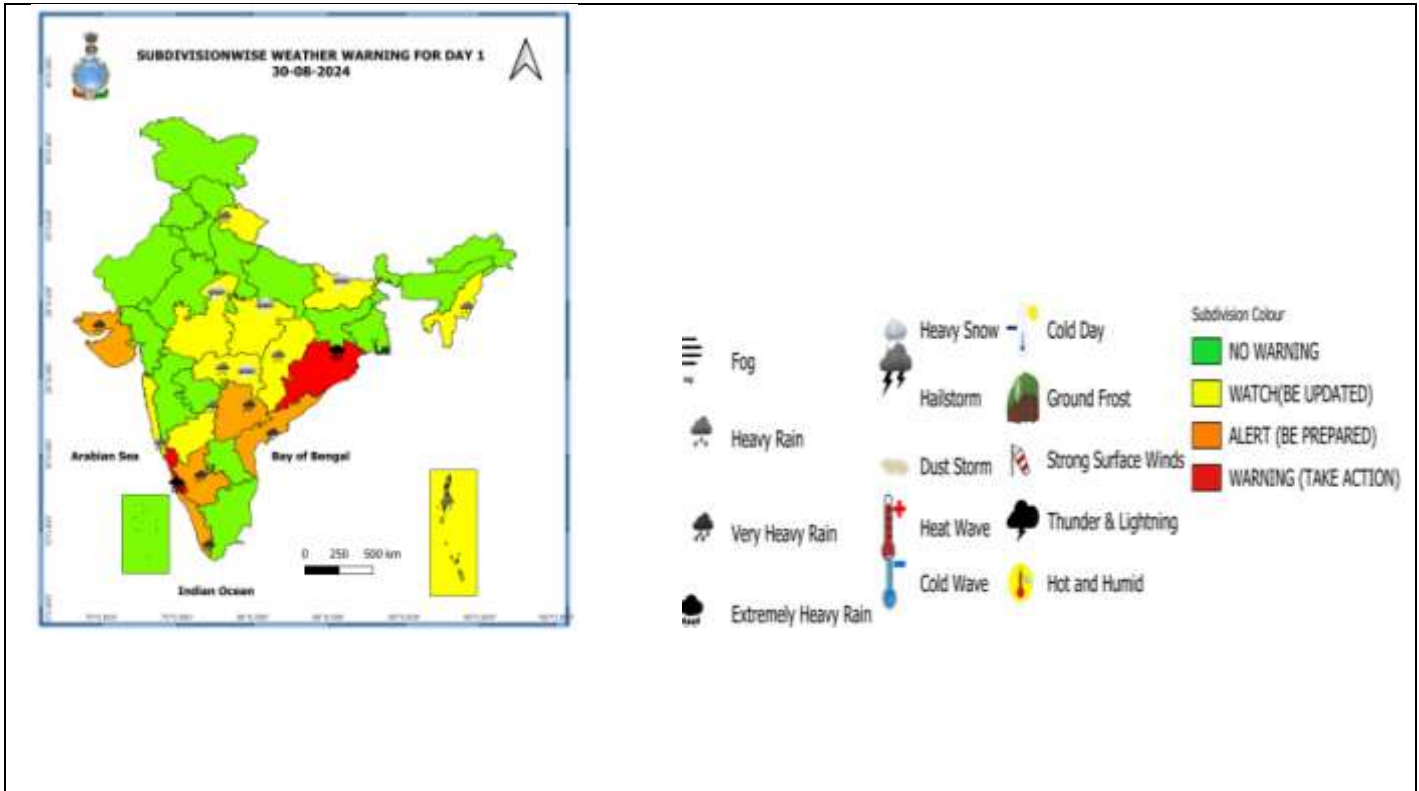 SUBDIVISIONWISE WEATHER WARNING FOR DAY 1
30-08-2024
Arabian Sea
Bay of Bengal
0 250 500 km
Indian Ocean
Fog
Heavy Rain
Very Heavy Rain
Extremely Heavy Rain
Heavy Snow
Hailstorm
Dust Storm
Heat Wave
Cold Wave
Cold Day
Ground Frost
Strong Surface Winds
Thunder & Lightning
Hot and Humid
Subdivision Colour
NO WARNING
WATCH(BE UPDATED)
ALERT (BE PREPARED)
WARNING (TAKE ACTION)